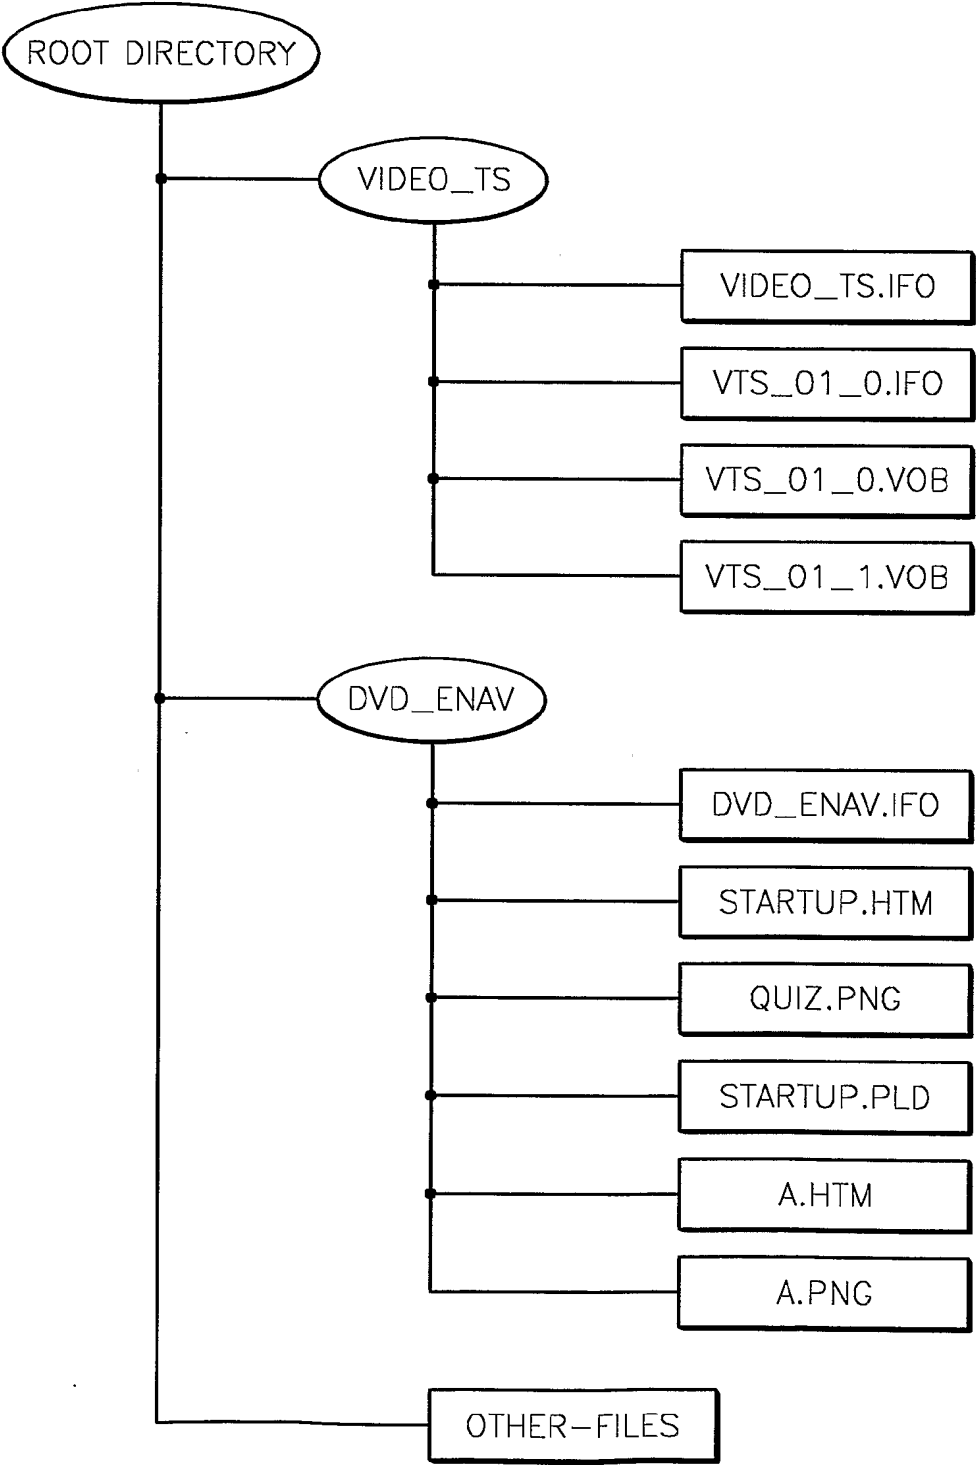 ROOT DIRECTORY
VIDEO_TS
VIDEO_TS.IFO
VTS_01_0.IFO
VTS_01_0.VOB
VTS_01_1.VOB
DVD_ENAV
DVD_ENAV.IFO
STARTUP.HTM
QUIZ.PNG
STARTUP.PLD
A.HTM
A.PNG
OTHER-FILES